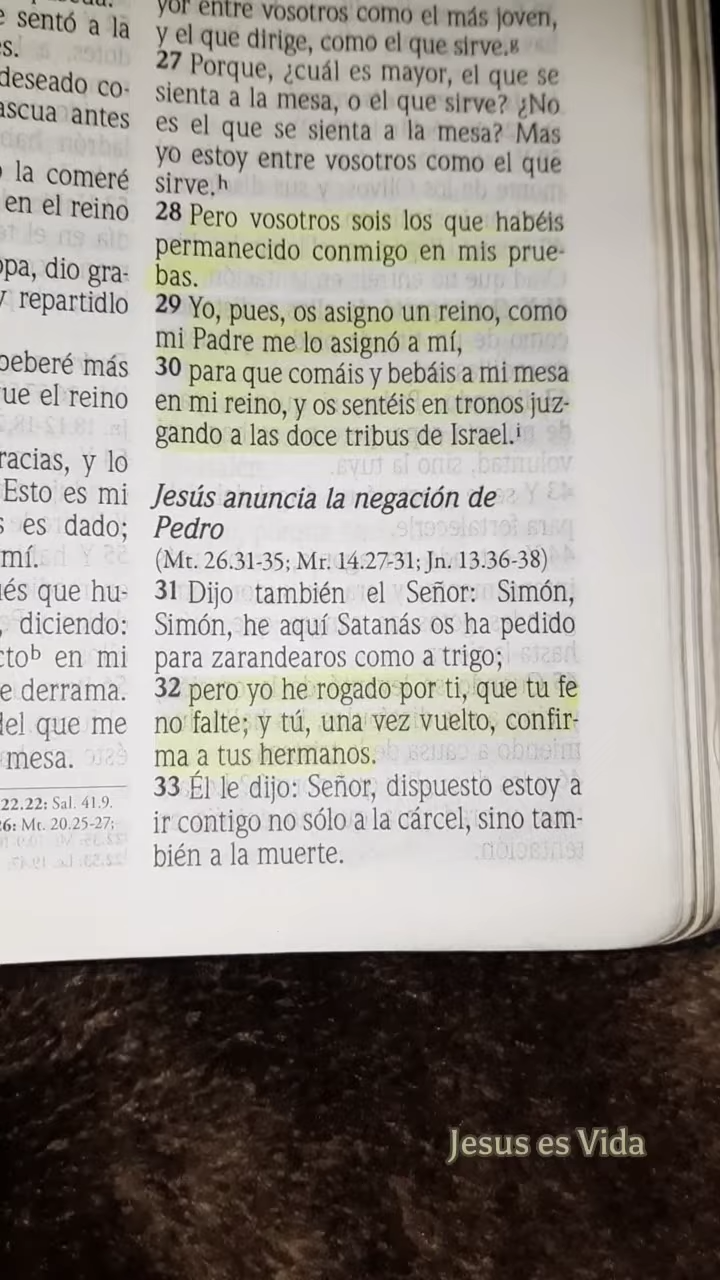 e sentó a la
s.
deseado co-
ascua antes
la comeré
en el reino
opa, dio gra-
y repartidlo
beberé más
ue el reino
racias, y lo
Esto es mi
s es dado;
mí.
ués que hu-
, diciendo:
ctoᵇ en mi
e derrama.
del que me
mesa.
22.22: Sal. 41.9.
26: Mt. 20.25-27;
yor entre vosotros como el más joven,
y el que dirige, como el que sirve.ᵍ
27 Porque, ¿cuál es mayor, el que se
sienta a la mesa, o el que sirve? ¿No
es el que se sienta a la mesa? Mas
yo estoy entre vosotros como el que
sirve.ʰ
28 Pero vosotros sois los que habéis
permanecido conmigo en mis prue-
bas.
29 Yo, pues, os asigno un reino, como
mi Padre me lo asignó a mí,
30 para que comáis y bebáis a mi mesa
en mi reino, y os sentéis en tronos juz-
gando a las doce tribus de Israel.ⁱ
Jesús anuncia la negación de
Pedro
(Mt. 26.31-35; Mr. 14.27-31; Jn. 13.36-38)
31 Dijo también el Señor: Simón,
Simón, he aquí Satanás os ha pedido
para zarandearos como a trigo;
32 pero yo he rogado por ti, que tu fe
no falte; y tú, una vez vuelto, confir-
ma a tus hermanos.
33 Él le dijo: Señor, dispuesto estoy a
ir contigo no sólo a la cárcel, sino tam-
bién a la muerte.
Jesus es Vida